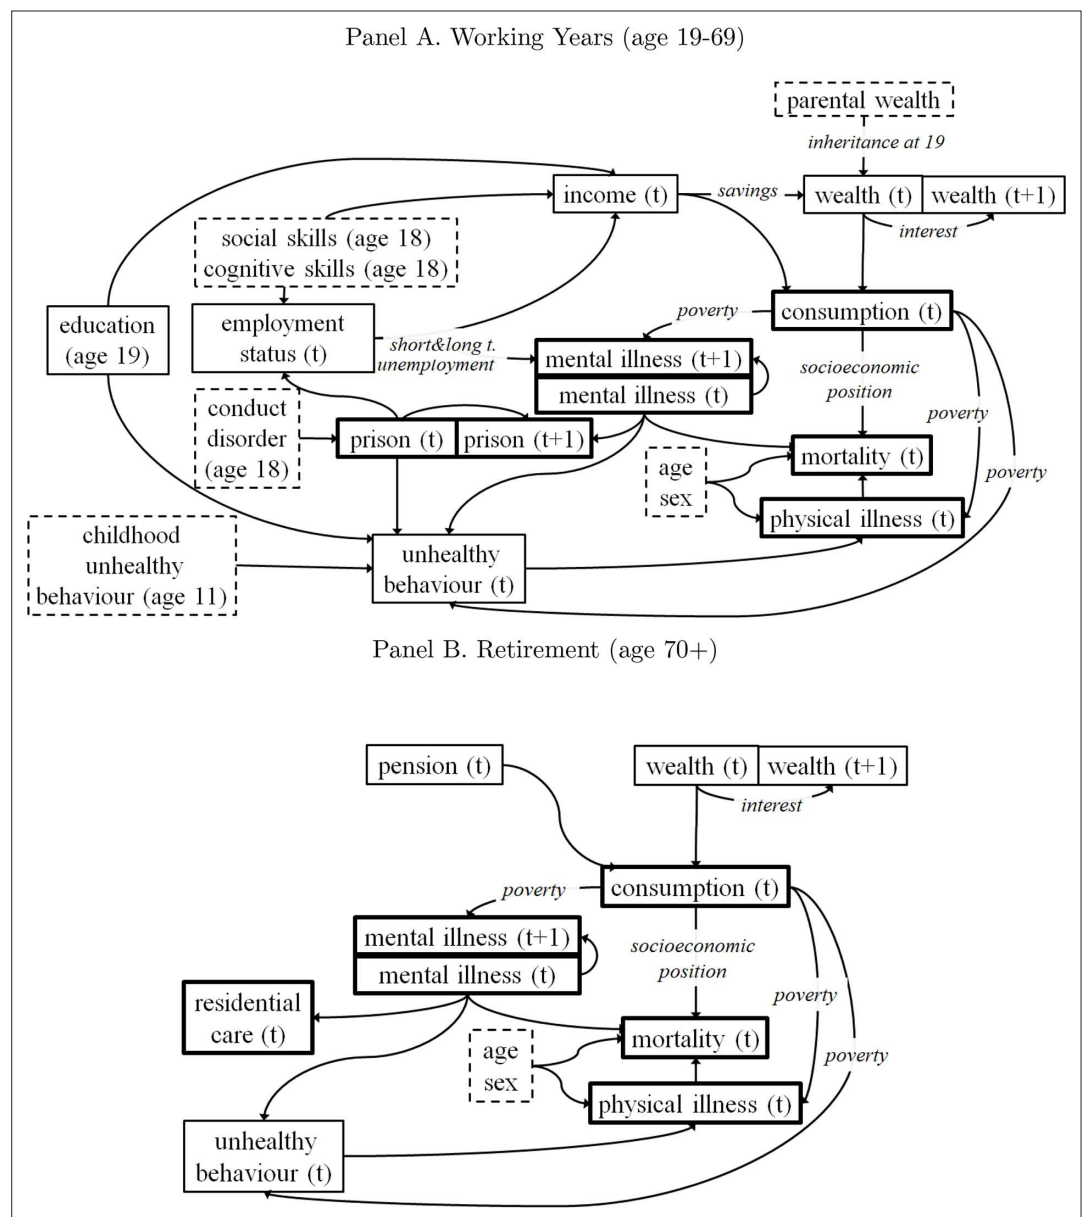 Panel A. Working Years (age 19-69)
parental wealth
inheritance at 19
income (t)
savings
wealth (t)
wealth (t+1)
interest
social skills (age 18)
cognitive skills (age 18)
education
(age 19)
employment
status (t)
short&long t.
unemployment
poverty
consumption (t)
mental illness (t+1)
mental illness (t)
socioeconomic
position
poverty
poverty
conduct
disorder
(age 18)
prison (t)
prison (t+1)
age
sex
mortality (t)
physical illness (t)
childhood
unhealthy
behaviour (age 11)
unhealthy
behaviour (t)
Panel B. Retirement (age 70+)
pension (t)
wealth (t)
wealth (t+1)
interest
poverty
consumption (t)
mental illness (t+1)
mental illness (t)
socioeconomic
position
poverty
poverty
residential
care (t)
age
sex
mortality (t)
physical illness (t)
unhealthy
behaviour (t)